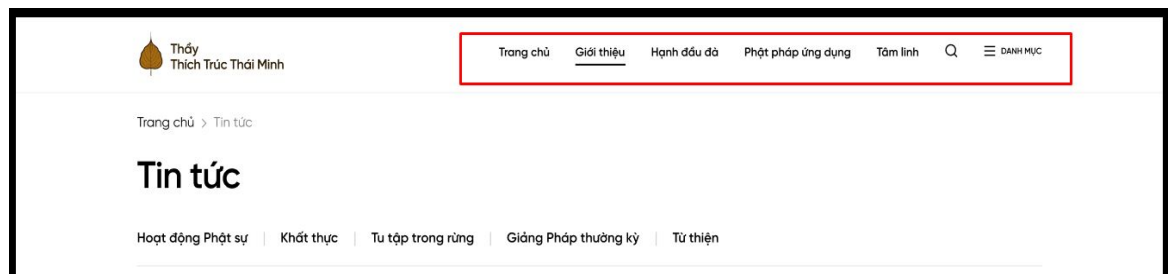 Thầy
Thích Trúc Thái Minh
Trang chủ Giới thiệu Hạnh đầu đà Phật pháp ứng dụng Tâm linh DANH MỤC
Trang chủ > Tin tức
Tin tức
Hoạt động Phật sự | Khất thực | Tu tập trong rừng | Giảng Pháp thường kỳ | Từ thiện